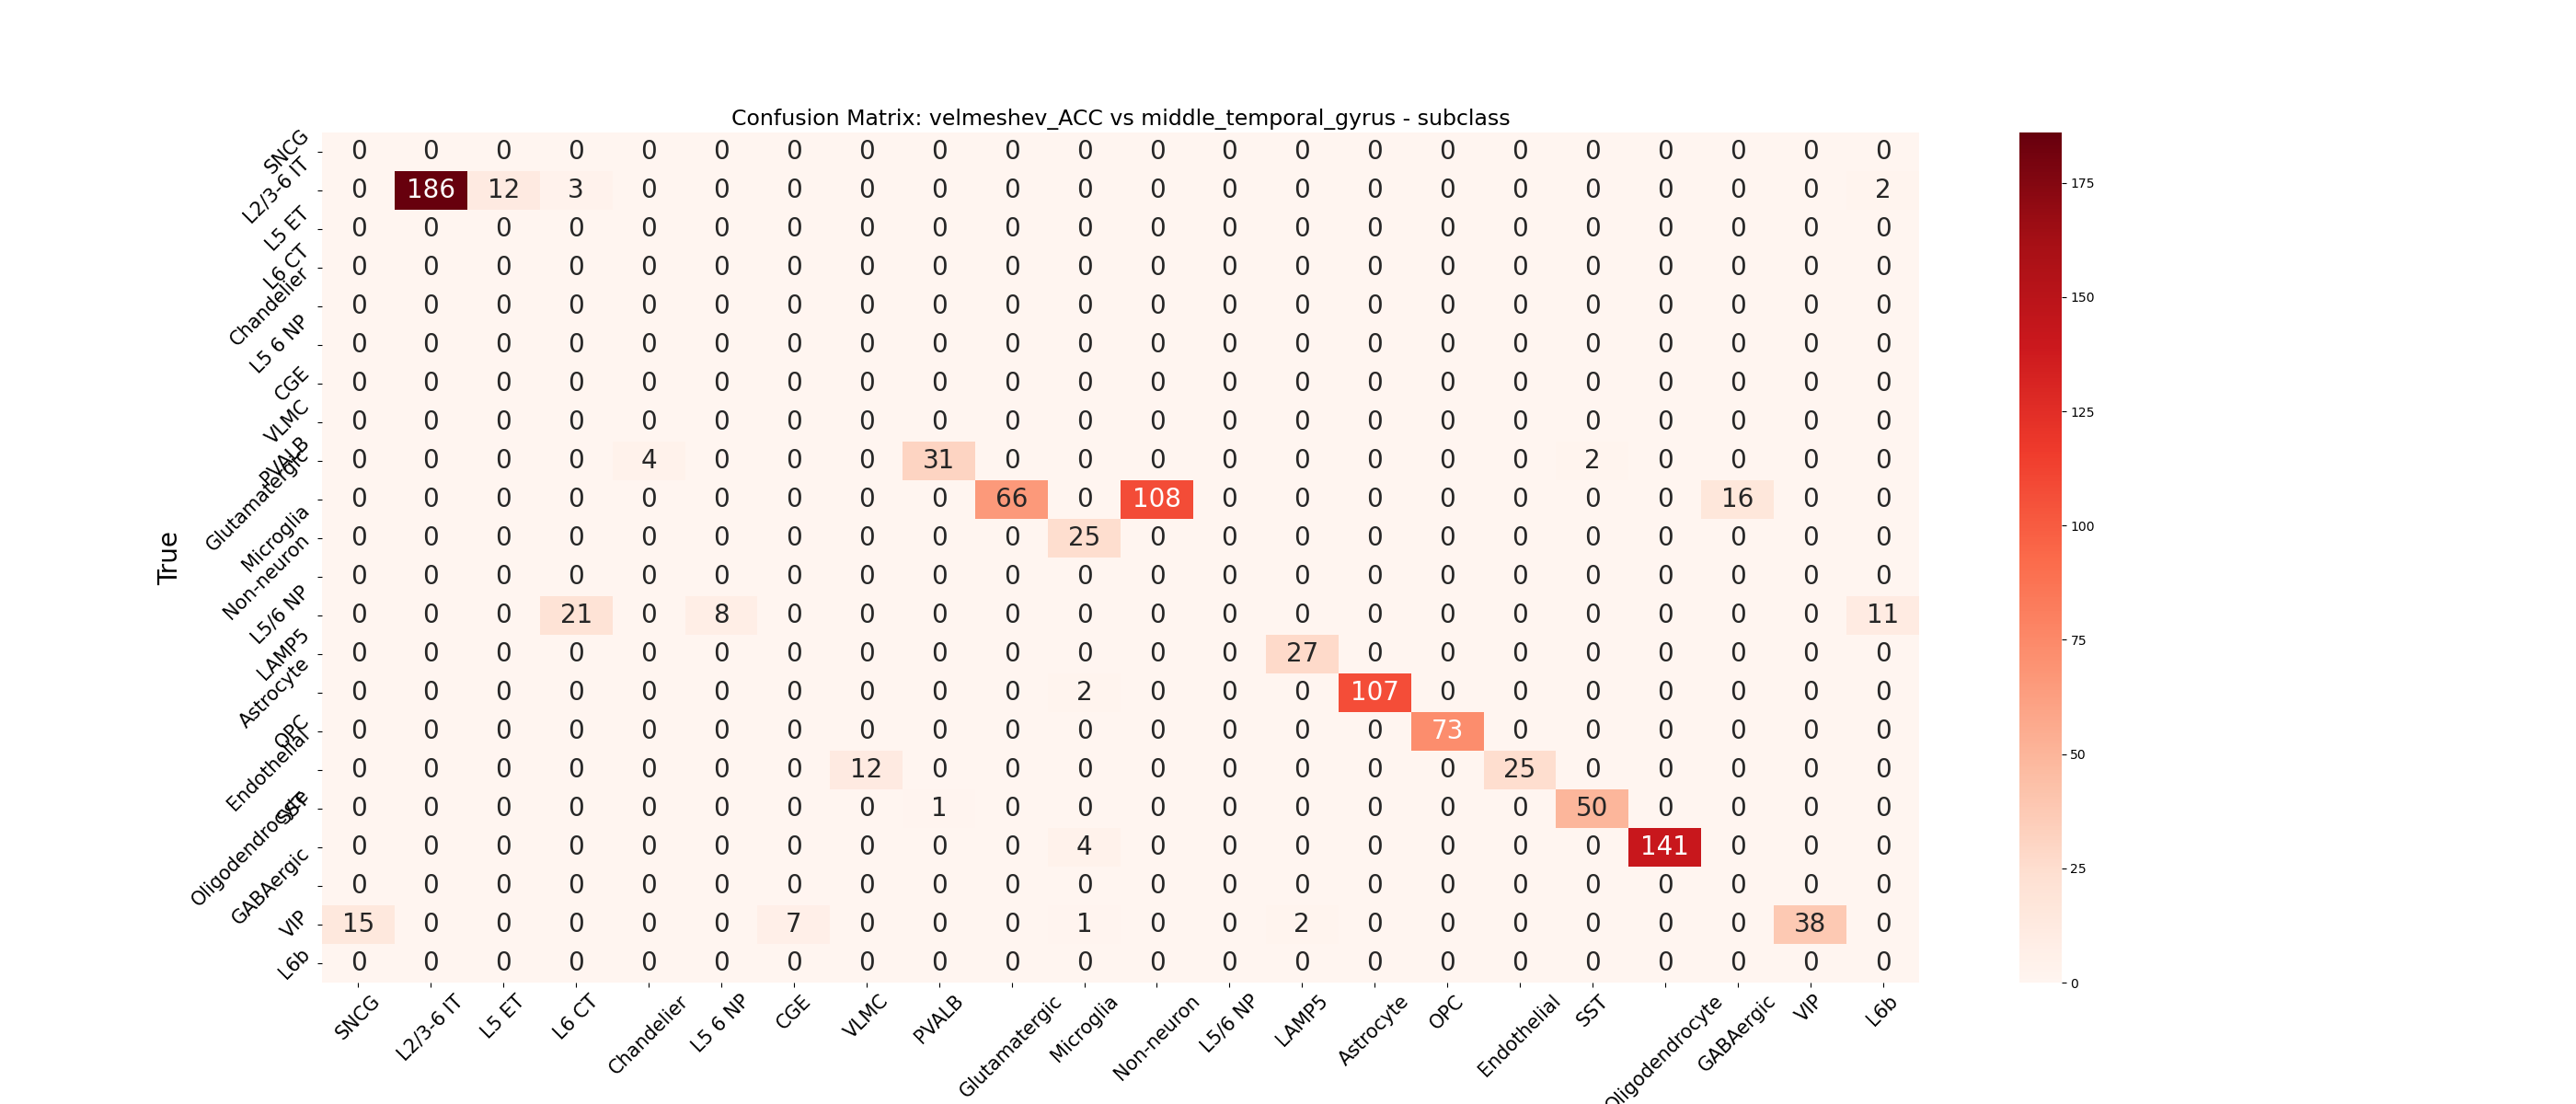 Confusion Matrix: velmeshev_ACC vs middle_temporal_gyrus - subclass
True
SNCG 0 0 0 0 0 0 0 0 0 0 0 0 0 0 0 0 0 0 0 0 0 0
L2/3-6 IT 0 186 12 3 0 0 0 0 0 0 0 0 0 0 0 0 0 0 0 0 0 2
L5 ET 0 0 0 0 0 0 0 0 0 0 0 0 0 0 0 0 0 0 0 0 0 0
L6 CT 0 0 0 0 0 0 0 0 0 0 0 0 0 0 0 0 0 0 0 0 0 0
Chandelier 0 0 0 0 0 0 0 0 0 0 0 0 0 0 0 0 0 0 0 0 0 0
L5 6 NP 0 0 0 0 0 0 0 0 0 0 0 0 0 0 0 0 0 0 0 0 0 0
CGE 0 0 0 0 0 0 0 0 0 0 0 0 0 0 0 0 0 0 0 0 0 0
VLMC 0 0 0 0 0 0 0 0 0 0 0 0 0 0 0 0 0 0 0 0 0 0
PVALB 0 0 0 0 4 0 0 0 31 0 0 0 0 0 0 0 0 2 0 0 0 0
Glutamatergic 0 0 0 0 0 0 0 0 0 66 0 108 0 0 0 0 0 0 0 16 0 0
Microglia 0 0 0 0 0 0 0 0 0 0 25 0 0 0 0 0 0 0 0 0 0 0
Non-neuron 0 0 0 0 0 0 0 0 0 0 0 0 0 0 0 0 0 0 0 0 0 0
L5/6 NP 0 0 0 21 0 8 0 0 0 0 0 0 0 0 0 0 0 0 0 0 0 11
LAMP5 0 0 0 0 0 0 0 0 0 0 0 0 0 27 0 0 0 0 0 0 0 0
Astrocyte 0 0 0 0 0 0 0 0 0 0 2 0 0 0 107 0 0 0 0 0 0 0
OPC 0 0 0 0 0 0 0 0 0 0 0 0 0 0 0 73 0 0 0 0 0 0
Endothelial 0 0 0 0 0 0 0 12 0 0 0 0 0 0 0 0 25 0 0 0 0 0
SST 0 0 0 0 0 0 0 0 1 0 0 0 0 0 0 0 0 50 0 0 0 0
Oligodendrocyte 0 0 0 0 0 0 0 0 0 0 4 0 0 0 0 0 0 0 141 0 0 0
GABAergic 0 0 0 0 0 0 0 0 0 0 0 0 0 0 0 0 0 0 0 0 0 0
VIP 15 0 0 0 0 0 7 0 0 0 1 0 0 2 0 0 0 0 0 0 38 0
L6b 0 0 0 0 0 0 0 0 0 0 0 0 0 0 0 0 0 0 0 0 0 0
SNCG L2/3-6 IT L5 ET L6 CT Chandelier L5 6 NP CGE VLMC PVALB Glutamatergic Microglia Non-neuron L5/6 NP LAMP5 Astrocyte OPC Endothelial SST Oligodendrocyte GABAergic VIP L6b
175
150
125
100
75
50
25
0